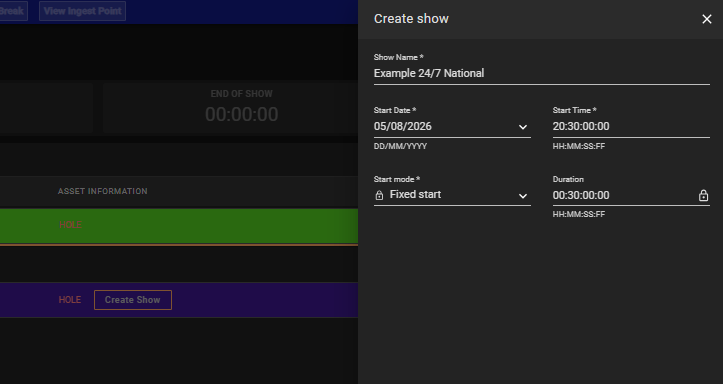 Break
View Ingest Point
Create show
Show Name *
Example 24/7 National
END OF SHOW
00:00:00
Start Date *
Start Time *
05/08/2026
20:30:00:00
DD/MM/YYYY
HH:MM:SS:FF
Start mode *
Duration
Fixed start
00:30:00:00
HH:MM:SS:FF
ASSET INFORMATION
HOLE
HOLE
Create Show